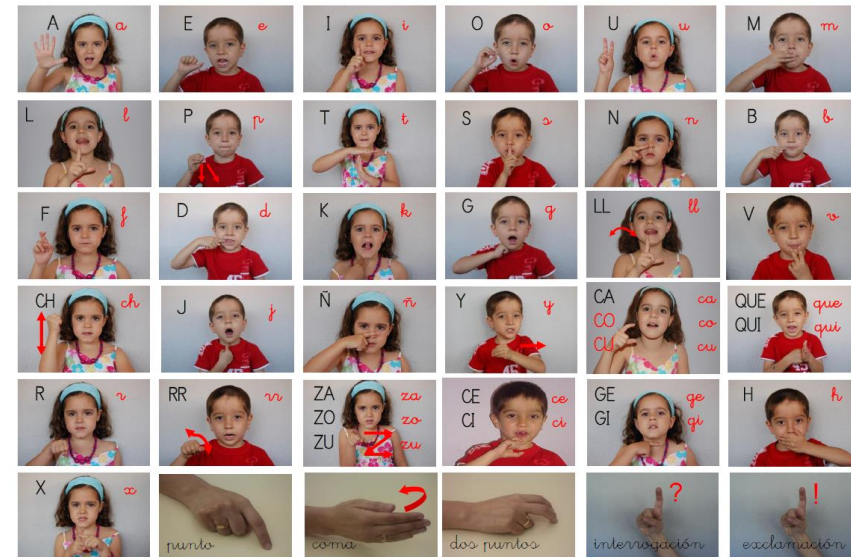 A a
E e
I i
O o
U u
M m
L l
P p
T t
S s
N n
B b
F f
D d
K k
G g
LL ll
V v
CH ch
J j
Ñ ñ
Y y
CA ca
CO co
CU cu
QUE que
QUI qui
R r
RR rr
ZA za
ZO zo
ZU zu
CE ce
CI ci
GE ge
GI gi
H h
X x
punto
coma
dos puntos
?
interrogación
!
exclamación